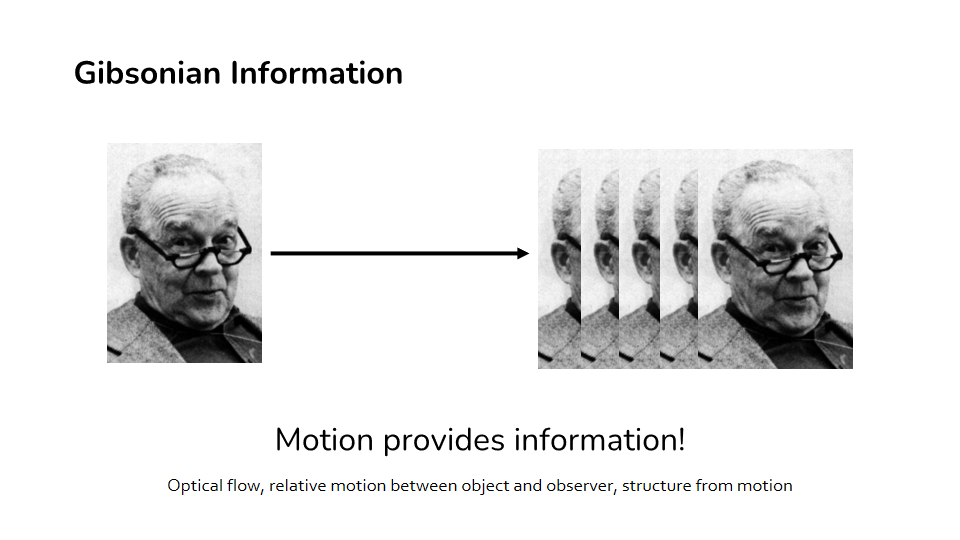 Gibsonian Information
Motion provides information!
Optical flow, relative motion between object and observer, structure from motion